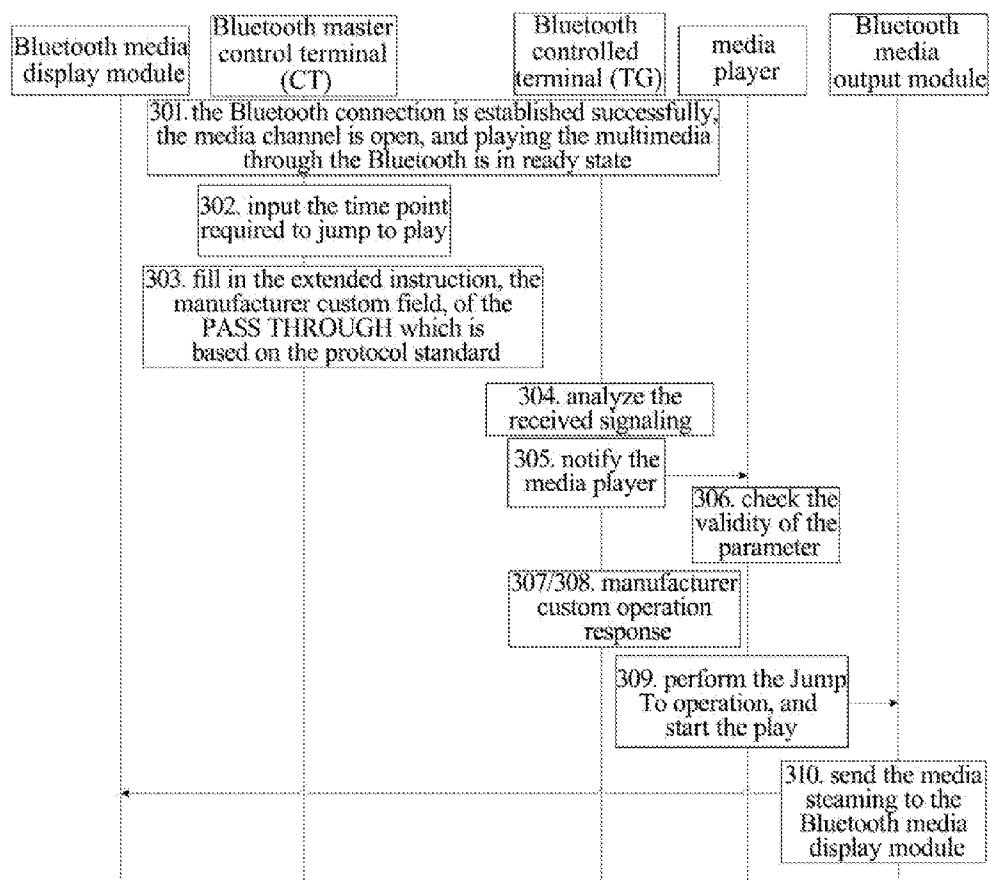 Bluetooth media
display module
Bluetooth master
control terminal
(CT)
Bluetooth
controlled
terminal (TG)
media
player
Bluetooth
media
output module
301. the Bluetooth connection is established successfully,
the media channel is open, and playing the multimedia
through the Bluetooth is in ready state
302. input the time point
required to jump to play
303. fill in the extended instruction, the
manufacturer custom field, of the
PASS THROUGH which is
based on the protocol standard
304. analyze the
received signaling
305. notify the
media player
306. check the
validity of the
parameter
307/308. manufacturer
custom operation
response
309. perform the Jump
To operation, and
start the play
310. send the media
steaming to the
Bluetooth media
display module